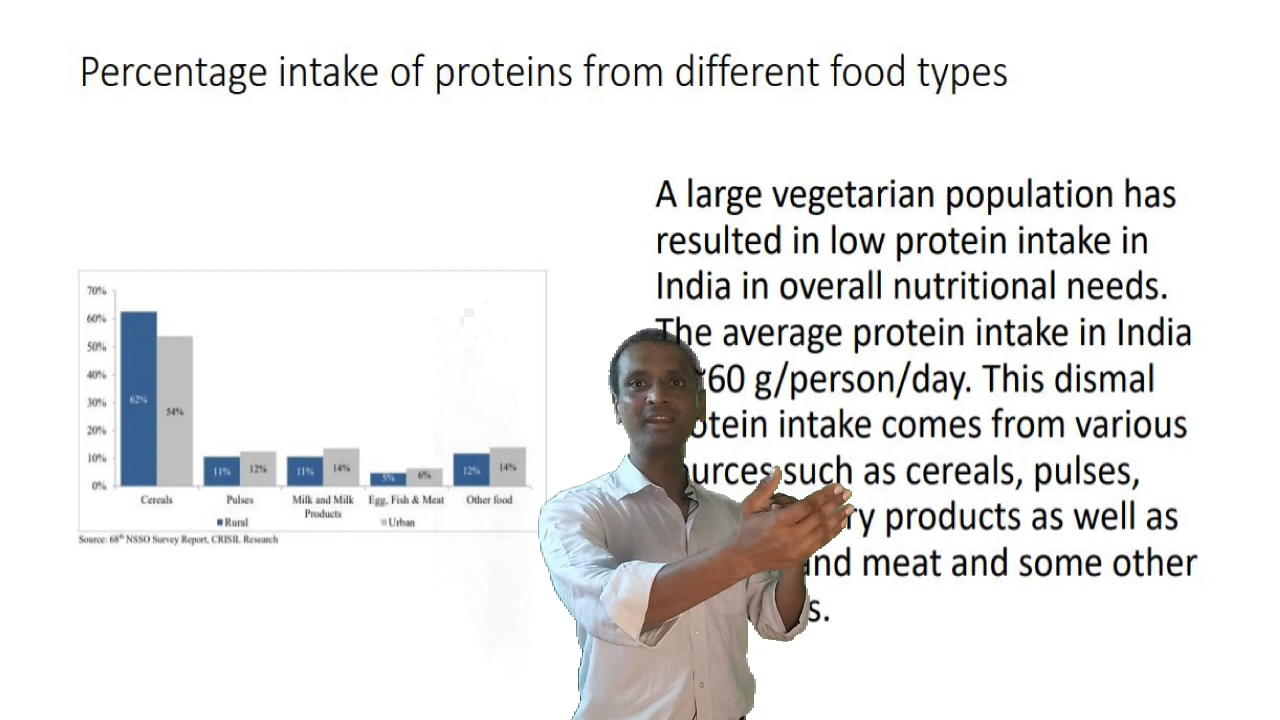 Percentage intake of proteins from different food types
A large vegetarian population has
resulted in low protein intake in
India in overall nutritional needs.
The average protein intake in India
60 g/person/day. This dismal
intake comes from various
such as cereals, pulses,
products as well as
and meat and some other
70%
60%
50%
40%
30%
20%
10%
0%
62%
54%
11%
12%
11%
14%
5%
6%
12%
14%
Cereals
Pulses
Milk and Milk
Products
Egg, Fish & Meat
Other food
Rural
Urban
Source: 68th NSSO Survey Report, CRISIL Research